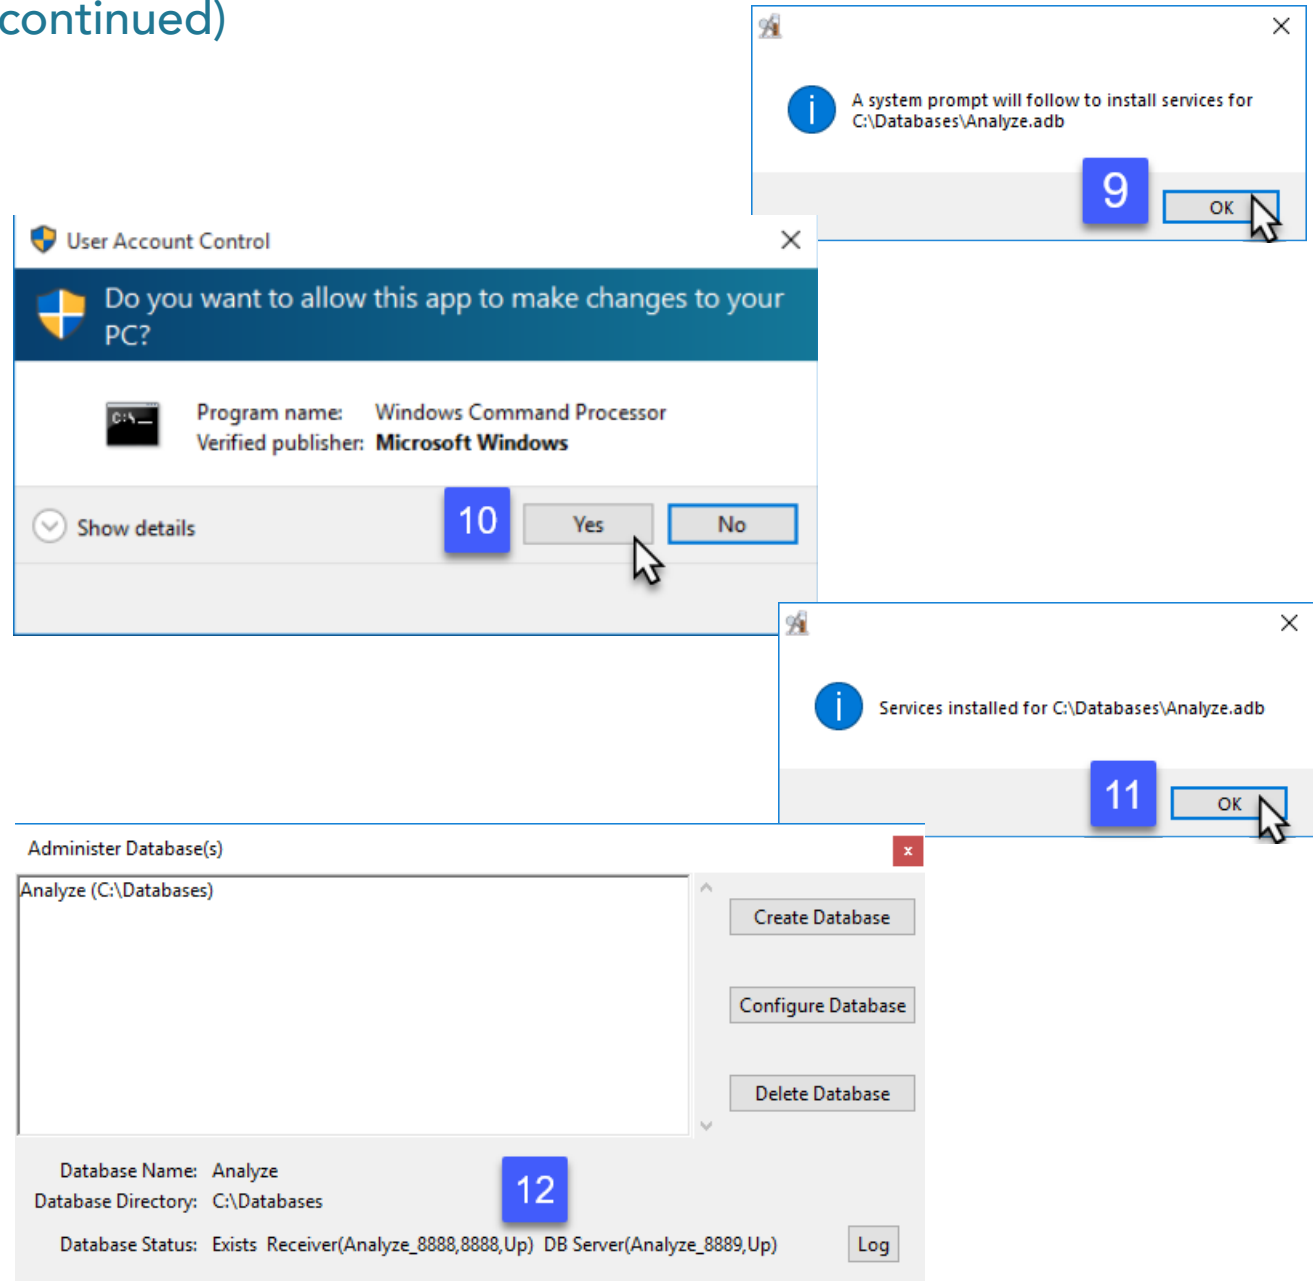 continued)
A system prompt will follow to install services for
C:\Databases\Analyze.adb
9
OK
User Account Control
Do you want to allow this app to make changes to your
PC?
C:\
Program name: Windows Command Processor
Verified publisher: Microsoft Windows
Show details
10
Yes
No
Services installed for C:\Databases\Analyze.adb
11
OK
Administer Database(s)
x
Analyze (C:\Databases)
Create Database
Configure Database
Delete Database
Database Name: Analyze
12
Database Directory: C:\Databases
Database Status: Exists Receiver(Analyze_8888,8888,Up) DB Server(Analyze_8889,Up)
Log